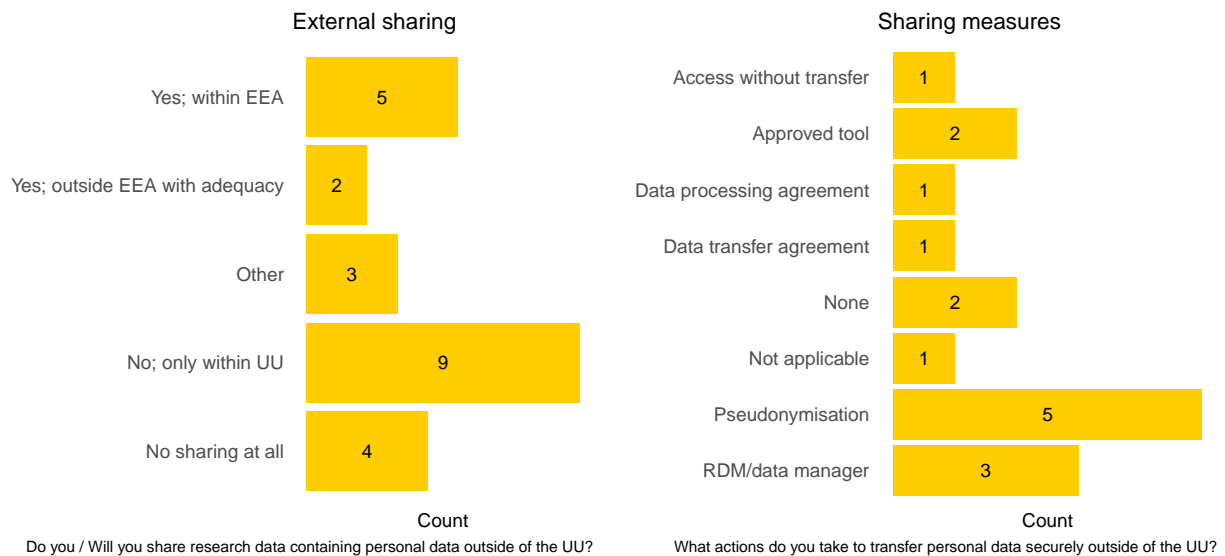 External sharing
Yes; within EEA
5
Yes; outside EEA with adequacy
2
Other
3
No; only within UU
9
No sharing at all
4
Count
Do you / Will you share research data containing personal data outside of the UU?
Sharing measures
Access without transfer
1
Approved tool
2
Data processing agreement
1
Data transfer agreement
1
None
2
Not applicable
1
Pseudonymisation
5
RDM/data manager
3
Count
What actions do you take to transfer personal data securely outside of the UU?